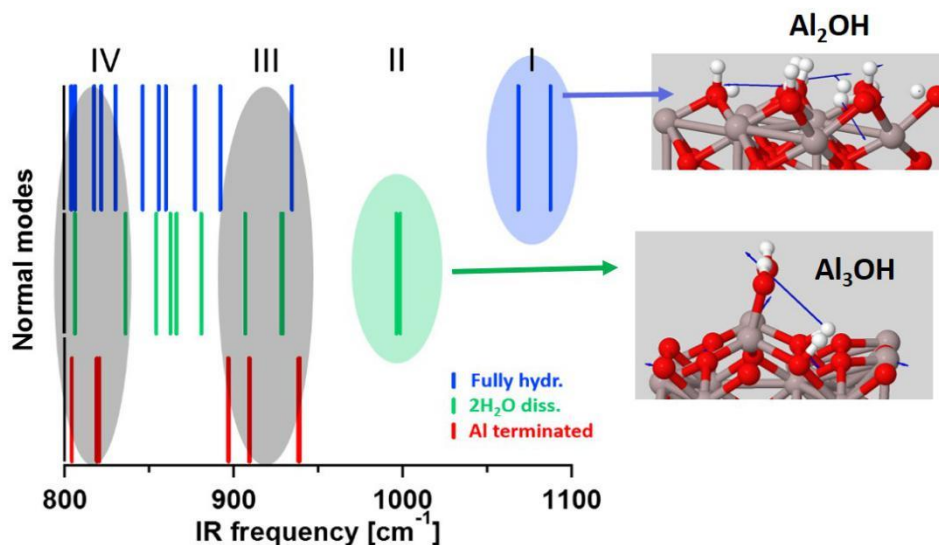 IV III II I
Al₂OH
Al₃OH
Normal modes
Fully hydr.
2H₂O diss.
Al terminated
800 900 1000 1100
IR frequency [cm⁻¹]